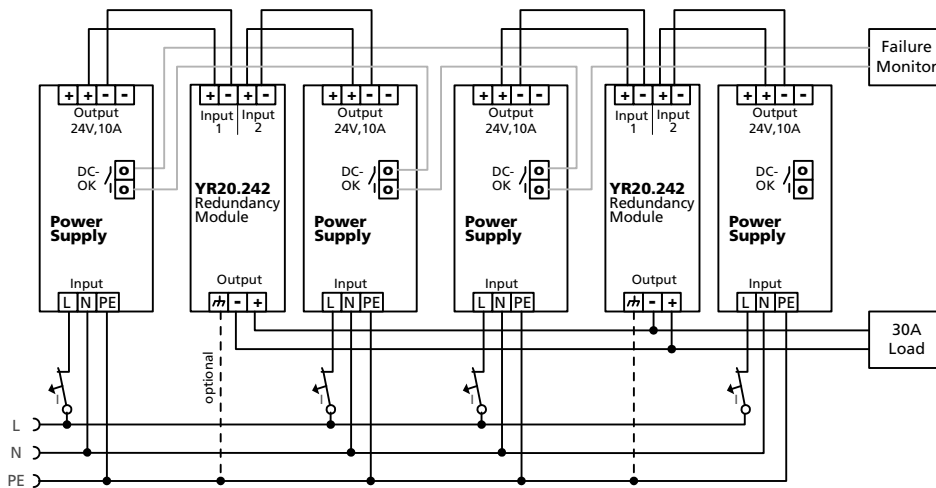 Failure
Monitor
+ + - -
Output
24V,10A
DC-
OK
Power
Supply
Input
L N PE
+ - + -
Input
1
Input
2
YR20.242
Redundancy
Module
Output
- +
optional
+ + - -
Output
24V,10A
DC-
OK
Power
Supply
Input
L N PE
+ + - -
Output
24V,10A
DC-
OK
Power
Supply
Input
L N PE
+ - + -
Input
1
Input
2
YR20.242
Redundancy
Module
Output
- +
+ + - -
Output
24V,10A
DC-
OK
Power
Supply
Input
L N PE
30A
Load
I
I
I
I
L
N
PE